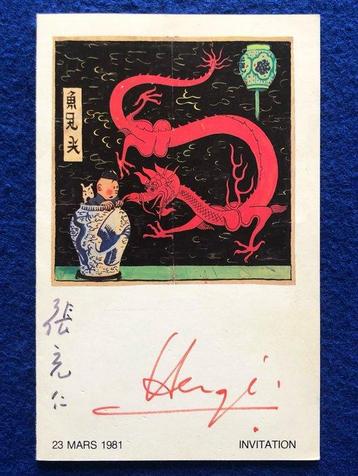 張充仁
Hergé
23 MARS 1981 INVITATION